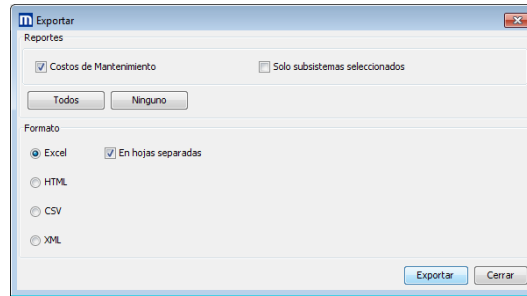 m Exportar
Reportes
Costos de Mantenimiento Solo subsistemas seleccionados
Todos Ninguno
Formato
Excel En hojas separadas
HTML
CSV
XML
Exportar Cerrar